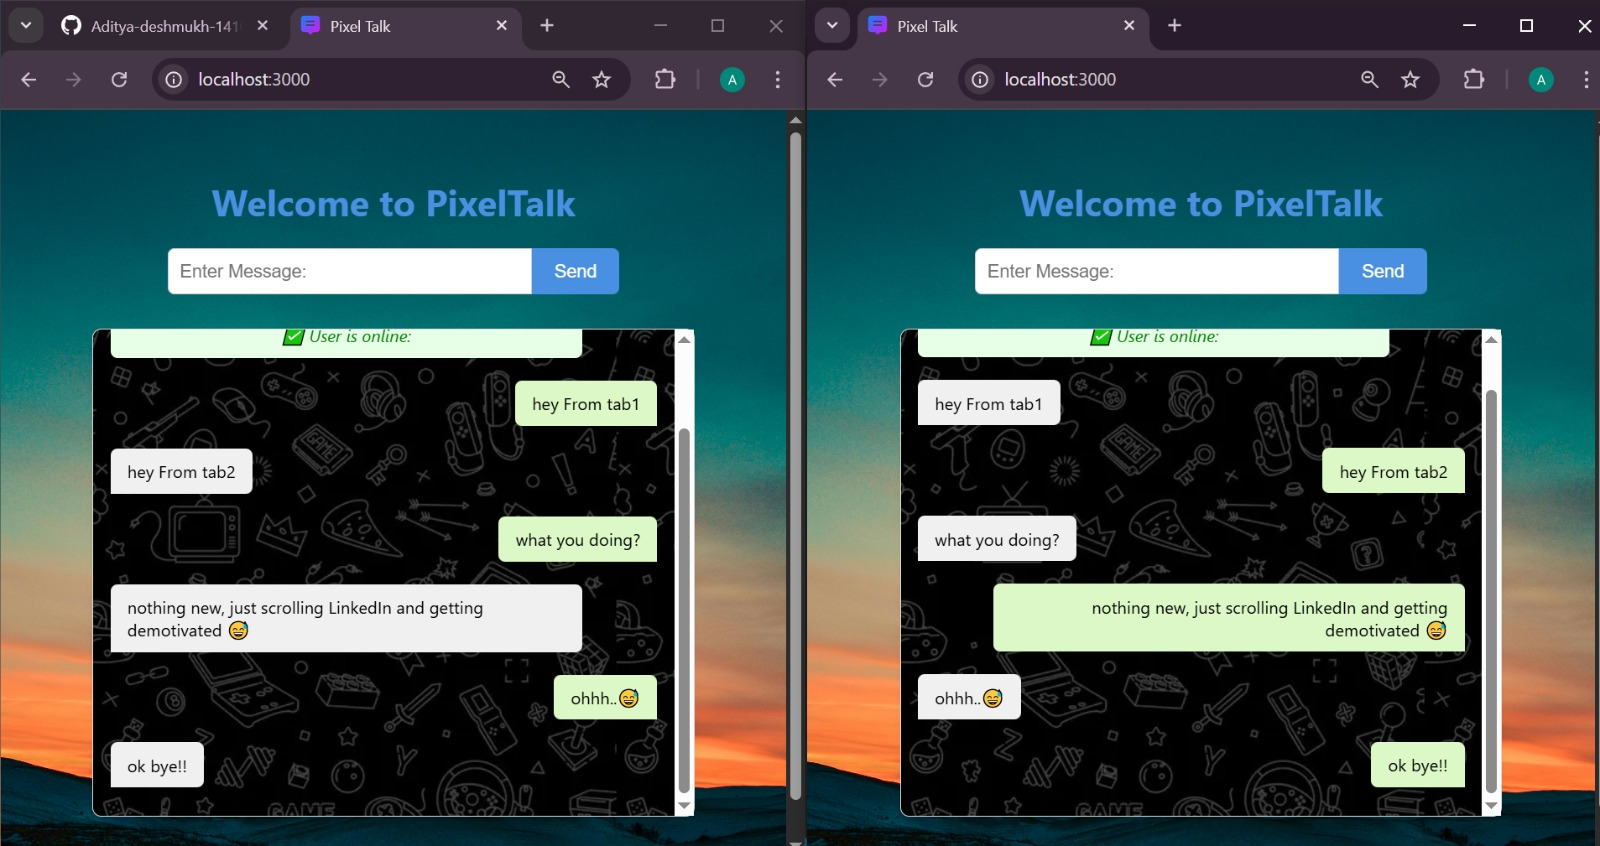 Aditya-deshmukh-141
Pixel Talk
localhost:3000
A
Welcome to PixelTalk
Enter Message:
Send
✅ User is online:
hey From tab1
hey From tab2
what you doing?
nothing new, just scrolling LinkedIn and getting
demotivated 😅
ohhh..😅
ok bye!!
GAME
Pixel Talk
localhost:3000
A
Welcome to PixelTalk
Enter Message:
Send
✅ User is online:
hey From tab1
hey From tab2
what you doing?
nothing new, just scrolling LinkedIn and getting
demotivated 😅
ohhh..😅
ok bye!!
GAME